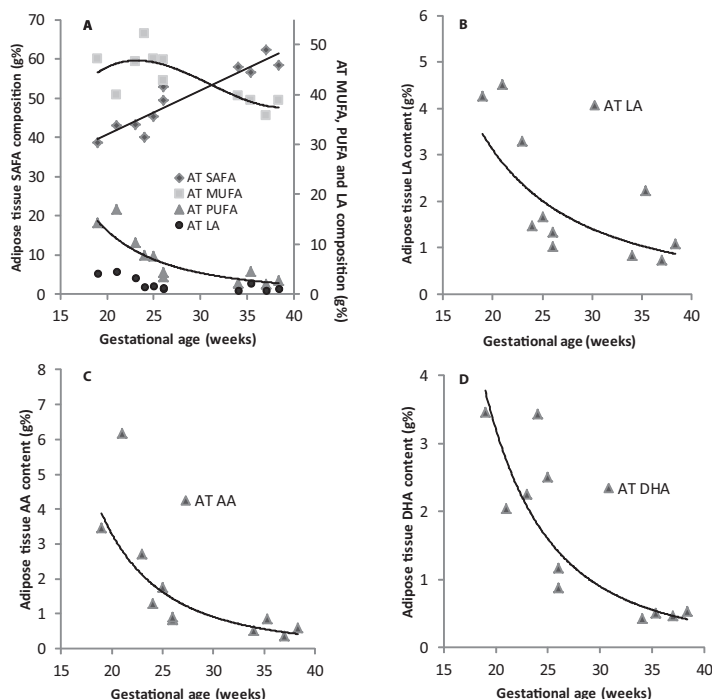 A
Adipose tissue SAFA composition (g%)
80
70
60
50
40
30
20
10
0
50
40
30
20
10
0
AT MUFA, PUFA and LA composition (g%)
AT SAFA
AT MUFA
AT PUFA
AT LA
15 20 25 30 35 40
Gestational age (weeks)
B
Adipose tissue LA content (g%)
6
5
4
3
2
1
0
AT LA
15 20 25 30 35 40
Gestational age (weeks)
C
Adipose tissue AA content (g%)
8
7
6
5
4
3
2
1
0
AT AA
15 20 25 30 35 40
Gestational age (weeks)
D
Adipose tissue DHA content (g%)
4
3
2
1
0
AT DHA
15 20 25 30 35 40
Gestational age (weeks)